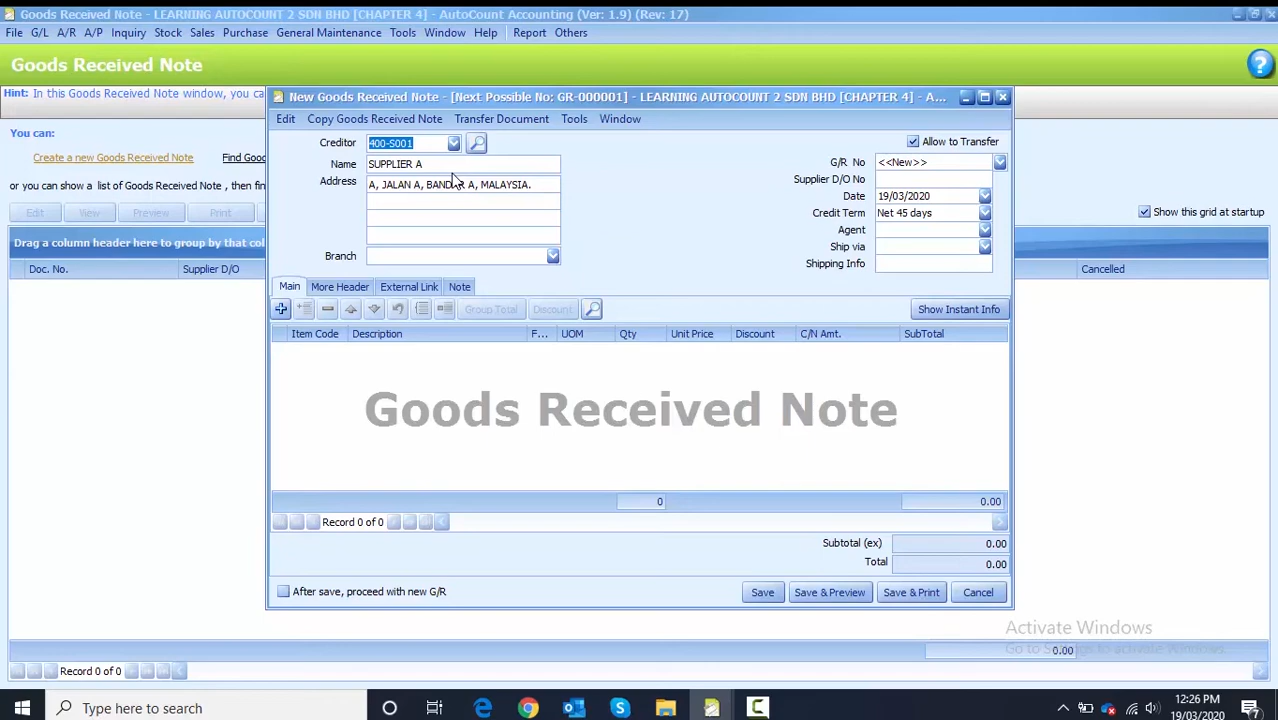 Goods Received Note - LEARNING AUTOCOUNT 2 SDN BHD [CHAPTER 4] - AutoCount Accounting (Ver: 1.9) (Rev: 17)
File G/L A/R A/P Inquiry Stock Sales Purchase General Maintenance Tools Window Help Report Others
Goods Received Note
Hint: In this Goods Received Note window, you ca
New Goods Received Note - [Next Possible No: GR-000001] - LEARNING AUTOCOUNT 2 SDN BHD [CHAPTER 4] - A...
Edit Copy Goods Received Note Transfer Document Tools Window
You can:
Create a new Goods Received Note Find Goo
or you can show a list of Goods Received Note , then fin
Edit View Preview Print
Show this grid at startup
Drag a column header here to group by that col
Doc. No. Supplier D/O Cancelled
Creditor 400-S001
Name SUPPLIER A
Address A, JALAN A, BANDAR A, MALAYSIA.
Branch
Allow to Transfer
G/R No <<New>>
Supplier D/O No
Date 19/03/2020
Credit Term Net 45 days
Agent
Ship via
Shipping Info
Main More Header External Link Note
Group Total Discount Show Instant Info
Item Code Description F... UOM Qty Unit Price Discount C/N Amt. SubTotal
Goods Received Note
0 0.00
Record 0 of 0
Subtotal (ex) 0.00
Total 0.00
After save, proceed with new G/R Save Save & Preview Save & Print Cancel
Activate Windows
Go to Settings to activate Windows.
0.00
Record 0 of 0
Type here to search
12:26 PM
19/03/2020
7